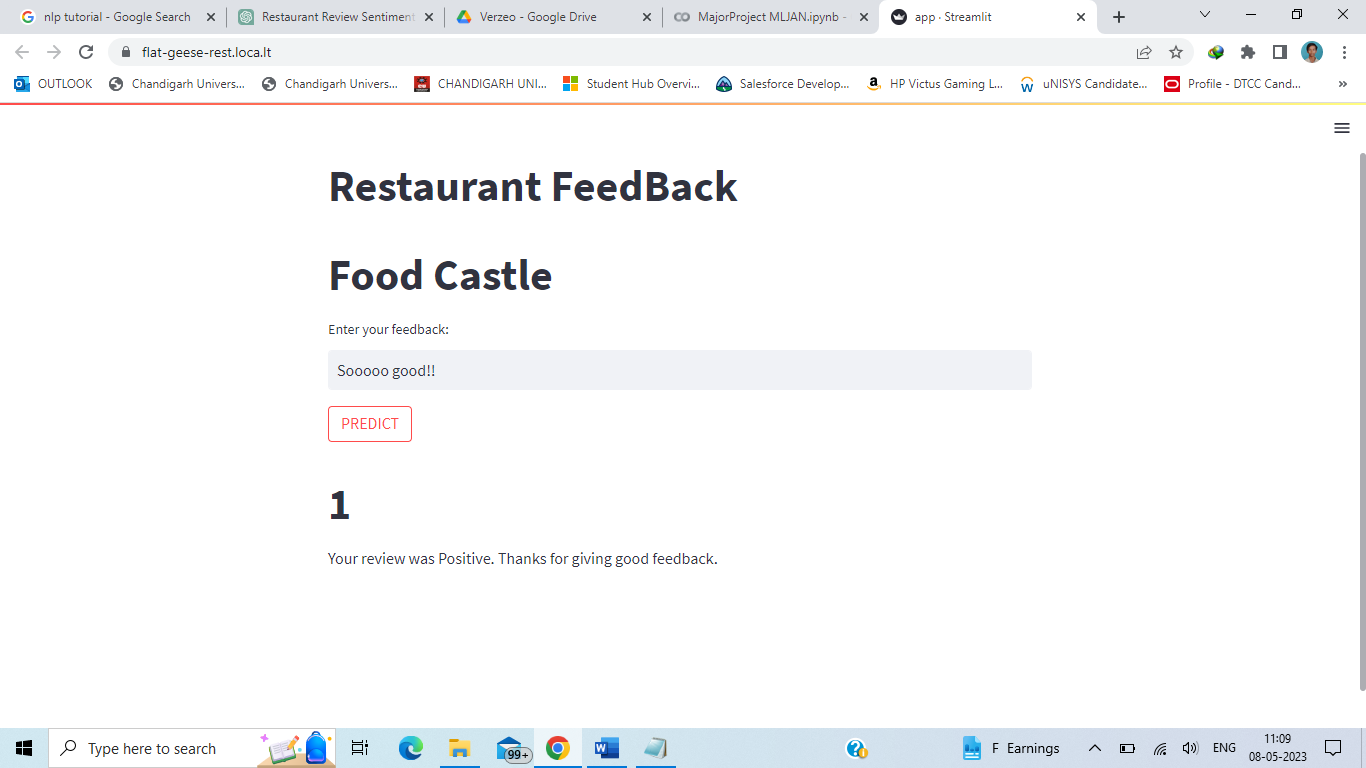 nlp tutorial - Google Search
Restaurant Review Sentiment
Verzeo - Google Drive
MajorProject MLJAN.ipynb -
app · Streamlit
flat-geese-rest.loca.lt
OUTLOOK
Chandigarh Univers...
Chandigarh Univers...
CHANDIGARH UNI...
Student Hub Overvi...
Salesforce Develop...
HP Victus Gaming L...
uNISYS Candidate...
Profile - DTCC Cand...
»
Restaurant FeedBack
Food Castle
Enter your feedback:
Sooooo good!!
PREDICT
1
Your review was Positive. Thanks for giving good feedback.
Type here to search
99+
F Earnings
ENG
11:09
08-05-2023